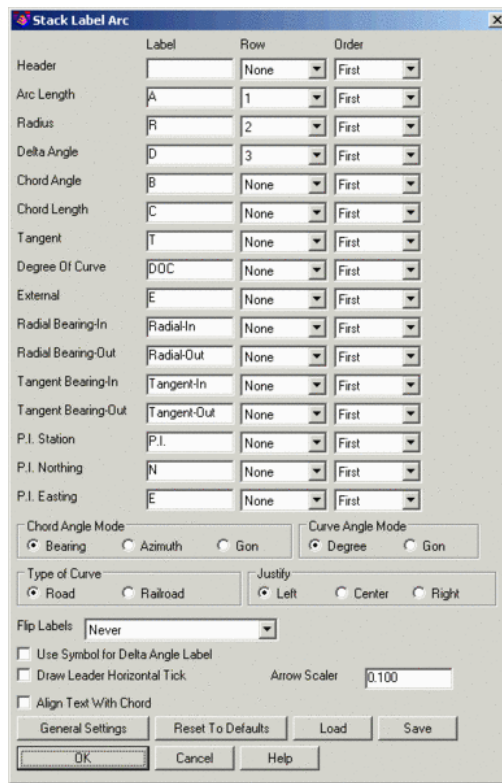 Stack Label Arc
Label Row Order
Header None First
Arc Length A 1 First
Radius R 2 First
Delta Angle D 3 First
Chord Angle B None First
Chord Length C None First
Tangent T None First
Degree Of Curve DOC None First
External E None First
Radial Bearing-In Radial-In None First
Radial Bearing-Out Radial-Out None First
Tangent Bearing-In Tangent-In None First
Tangent Bearing-Out Tangent-Out None First
P.I. Station P.I. None First
P.I. Northing N None First
P.I. Easting E None First
Chord Angle Mode Curve Angle Mode
Bearing Azimuth Gon Degree Gon
Type of Curve Justify
Road Railroad Left Center Right
Flip Labels Never
Use Symbol for Delta Angle Label
Draw Leader Horizontal Tick Arrow Scaler 0.100
Align Text With Chord
General Settings Reset To Defaults Load Save
OK Cancel Help